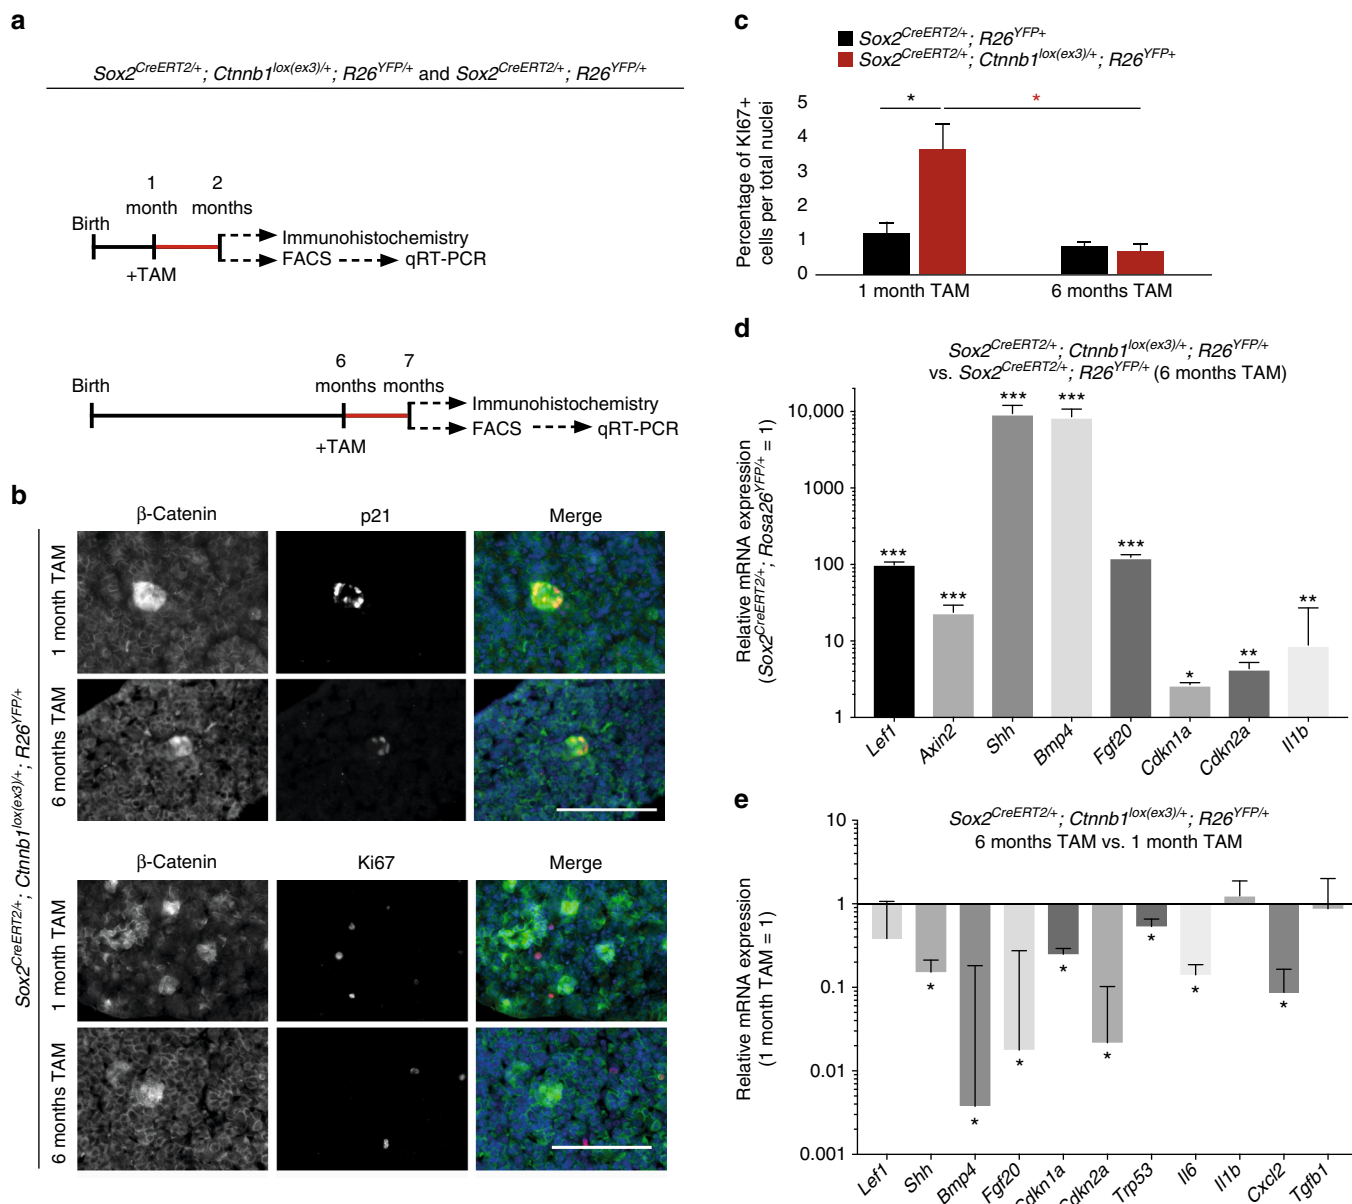 a
Sox2CreERT2/+; Ctnnb1lox(ex3)/+; R26YFP/+ and Sox2CreERT2/+; R26YFP/+
1
month
2
months
Birth
+TAM
Immunohistochemistry
FACS
qRT-PCR
6
months
7
months
Birth
+TAM
Immunohistochemistry
FACS
qRT-PCR
b
Sox2CreERT2/+; Ctnnb1lox(ex3)/+; R26YFP/+
β-Catenin
p21
Merge
1 month TAM
6 months TAM
β-Catenin
Ki67
Merge
1 month TAM
6 months TAM
c
Sox2CreERT2/+; R26YFP+
Sox2CreERT2/+; Ctnnb1lox(ex3)/+; R26YFP+
Percentage of KI67+
cells per total nuclei
5
4
3
2
1
0
*
*
1 month TAM
6 months TAM
d
Sox2CreERT2/+; Ctnnb1lox(ex3)/+; R26YFP/+
vs. Sox2CreERT2/+; R26YFP/+ (6 months TAM)
Relative mRNA expression
(Sox2CreERT2/+; Rosa26YFP/+ = 1)
10,000
1000
100
10
1
***
***
***
***
***
*
**
**
Lef1
Axin2
Shh
Bmp4
Fgf20
Cdkn1a
Cdkn2a
Il1b
e
Sox2CreERT2/+; Ctnnb1lox(ex3)/+; R26YFP/+
6 months TAM vs. 1 month TAM
Relative mRNA expression
(1 month TAM = 1)
10
1
0.1
0.01
0.001
*
*
*
*
*
*
*
*
Lef1
Shh
Bmp4
Fgf20
Cdkn1a
Cdkn2a
Trp53
Il6
Il1b
Cxcl2
Tgfb1